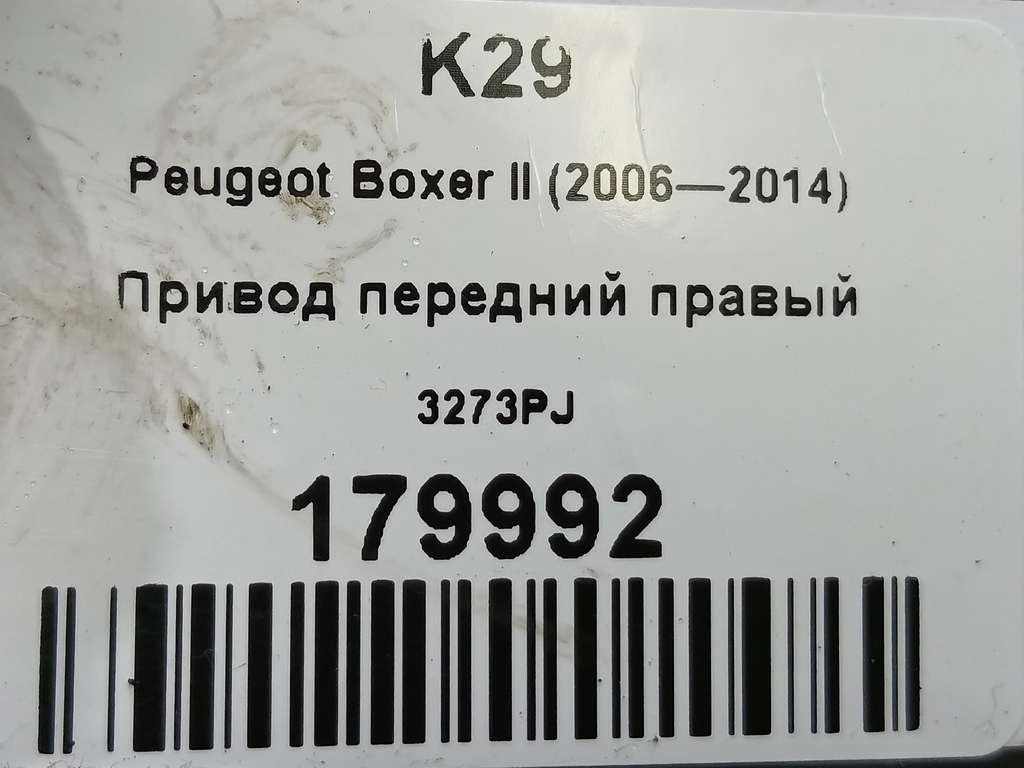 K29
Peugeot Boxer II (2006—2014)
Привод передний правый
3273PJ
179992